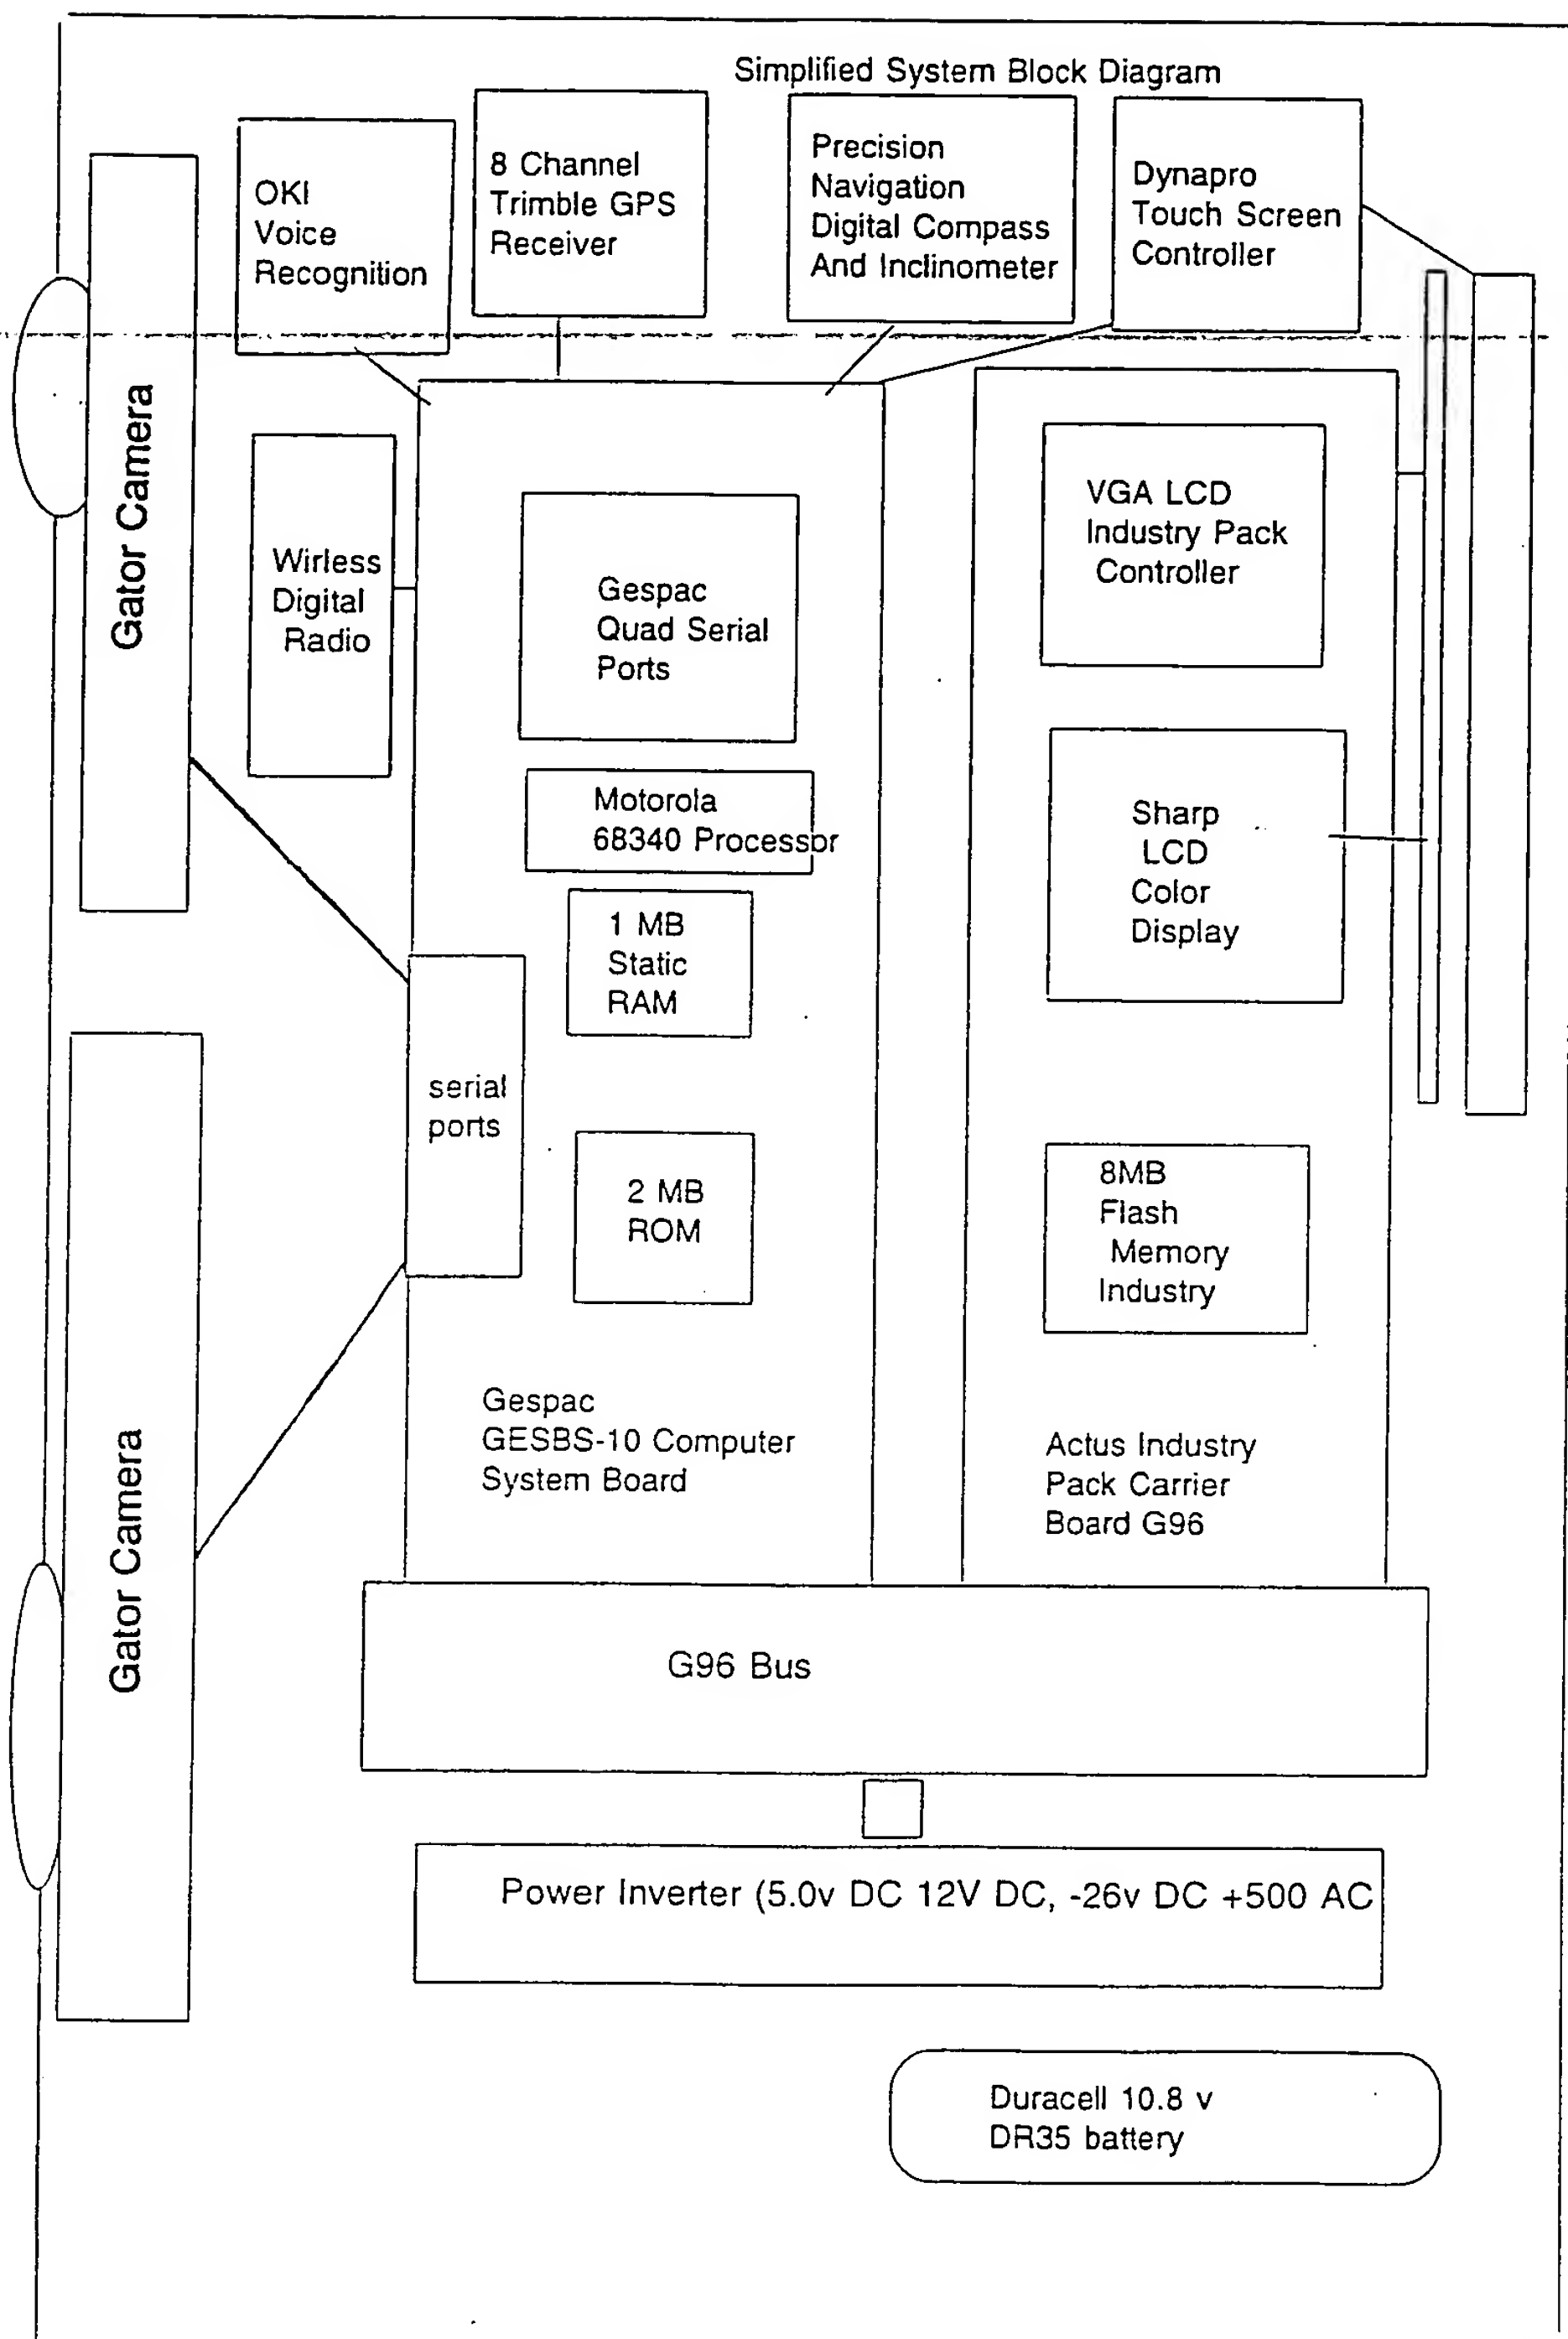 Simplified System Block Diagram
OKI
Voice
Recognition
8 Channel
Trimble GPS
Receiver
Precision
Navigation
Digital Compass
And Inclinometer
Dynapro
Touch Screen
Controller
Gator Camera
Wirless
Digital
Radio
Gespac
Quad Serial
Ports
VGA LCD
Industry Pack
Controller
Motorola
68340 Processor
Sharp
LCD
Color
Display
1 MB
Static
RAM
serial
ports
2 MB
ROM
8MB
Flash
Memory
Industry
Gator Camera
Gespac
GESBS-10 Computer
System Board
Actus Industry
Pack Carrier
Board G96
G96 Bus
Power Inverter (5.0v DC 12V DC, -26v DC +500 AC
Duracell 10.8 v
DR35 battery